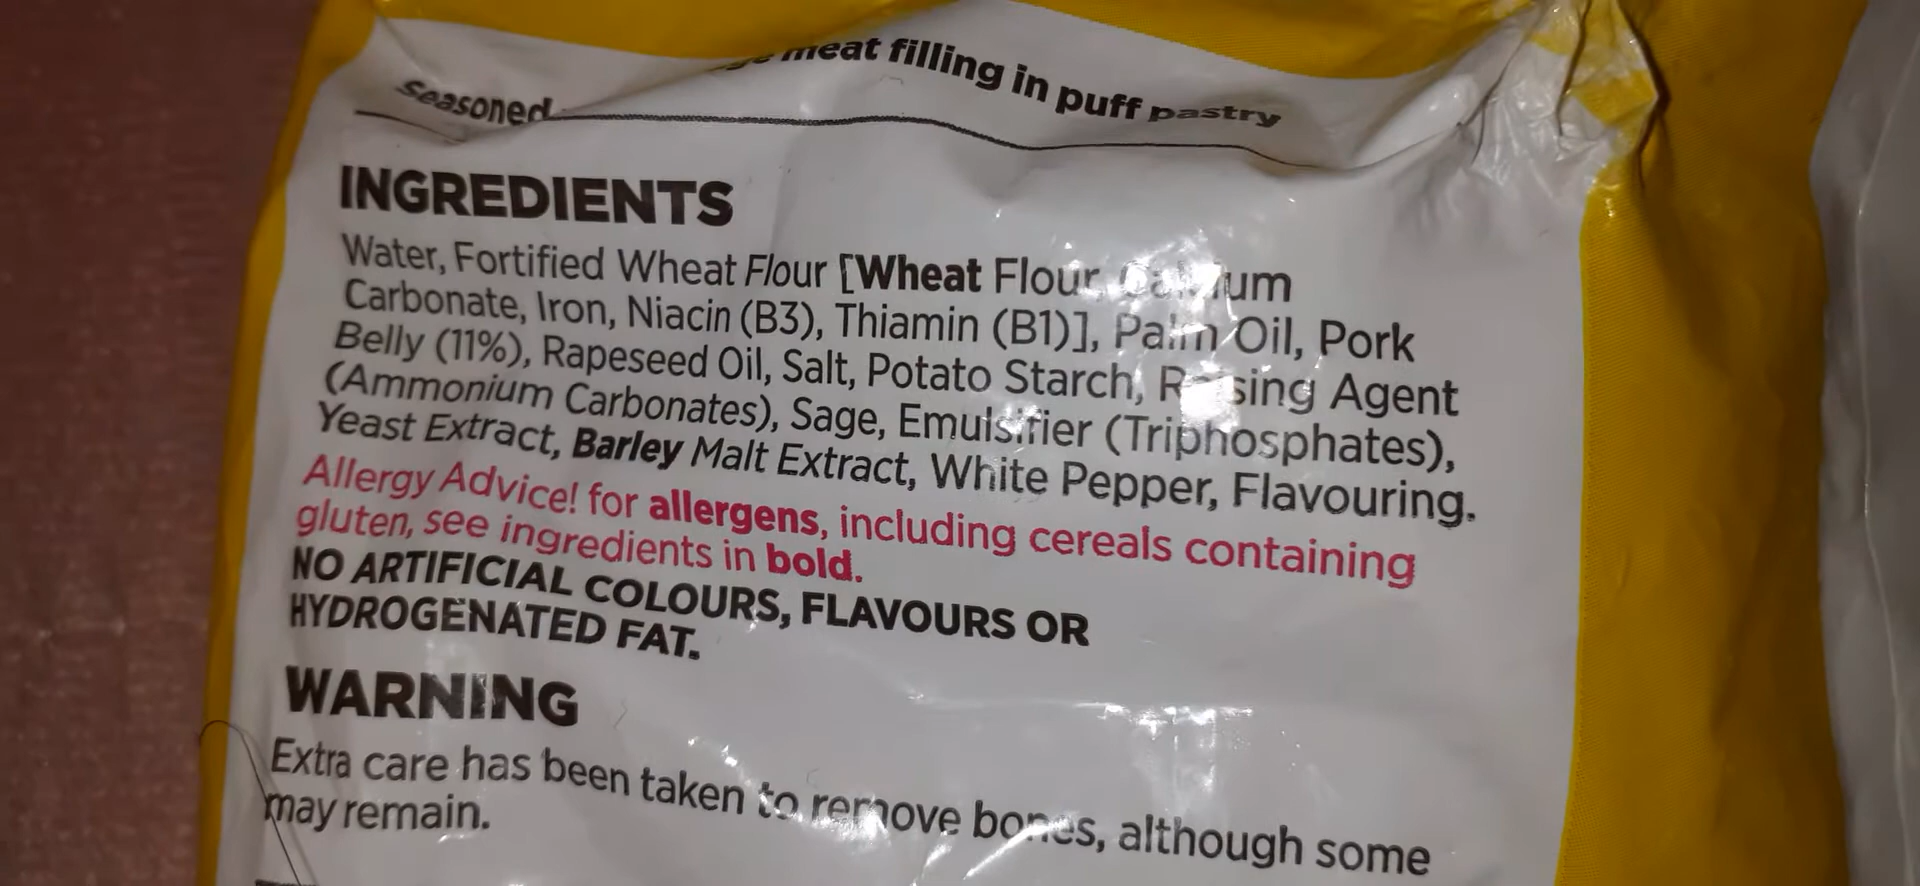 Seasoned meat filling in puff pastry
INGREDIENTS
Water, Fortified Wheat Flour [Wheat Flour, Calcium
Carbonate, Iron, Niacin (B3), Thiamin (B1)], Palm Oil, Pork
Belly (11%), Rapeseed Oil, Salt, Potato Starch, Raising Agent
(Ammonium Carbonates), Sage, Emulsifier (Triphosphates),
Yeast Extract, Barley Malt Extract, White Pepper, Flavouring.
Allergy Advice! for allergens, including cereals containing
gluten, see ingredients in bold.
NO ARTIFICIAL COLOURS, FLAVOURS OR
HYDROGENATED FAT.
WARNING
Extra care has been taken to remove bones, although some
may remain.